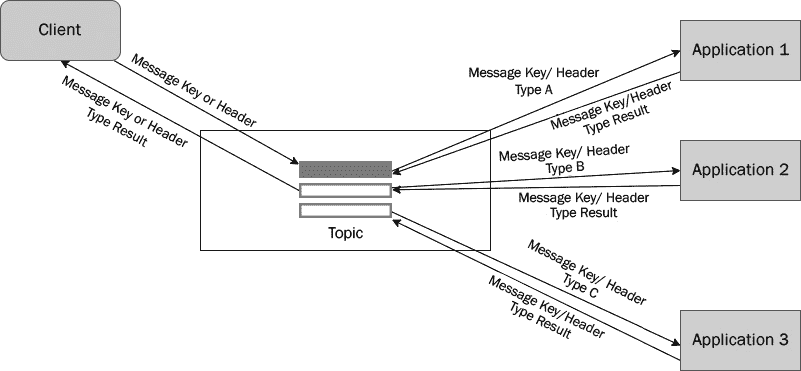 Client
Message Key or Header
Message Key or Header
Type Result
Topic
Message Key/ Header
Type A
Message Key/Header
Type Result
Application 1
Message Key/ Header
Type B
Message Key/ Header
Type Result
Application 2
Message Key/ Header
Type C
Message Key/Header
Type Result
Application 3